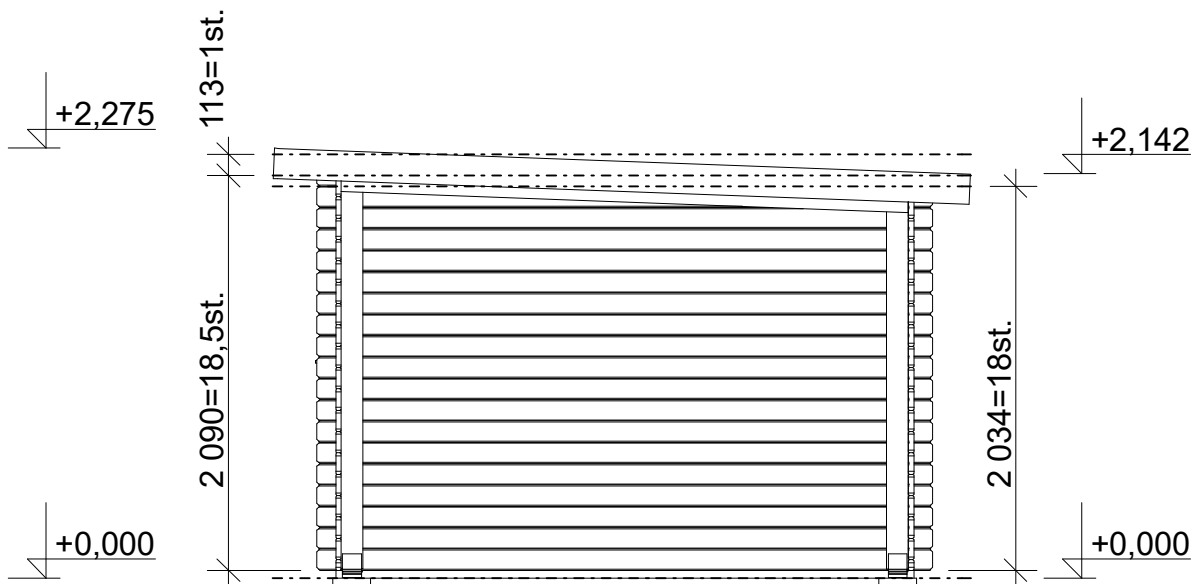 113=1st.
+2,275
+2,142
2 090=18,5st.
2 034=18st.
+0,000
+0,000